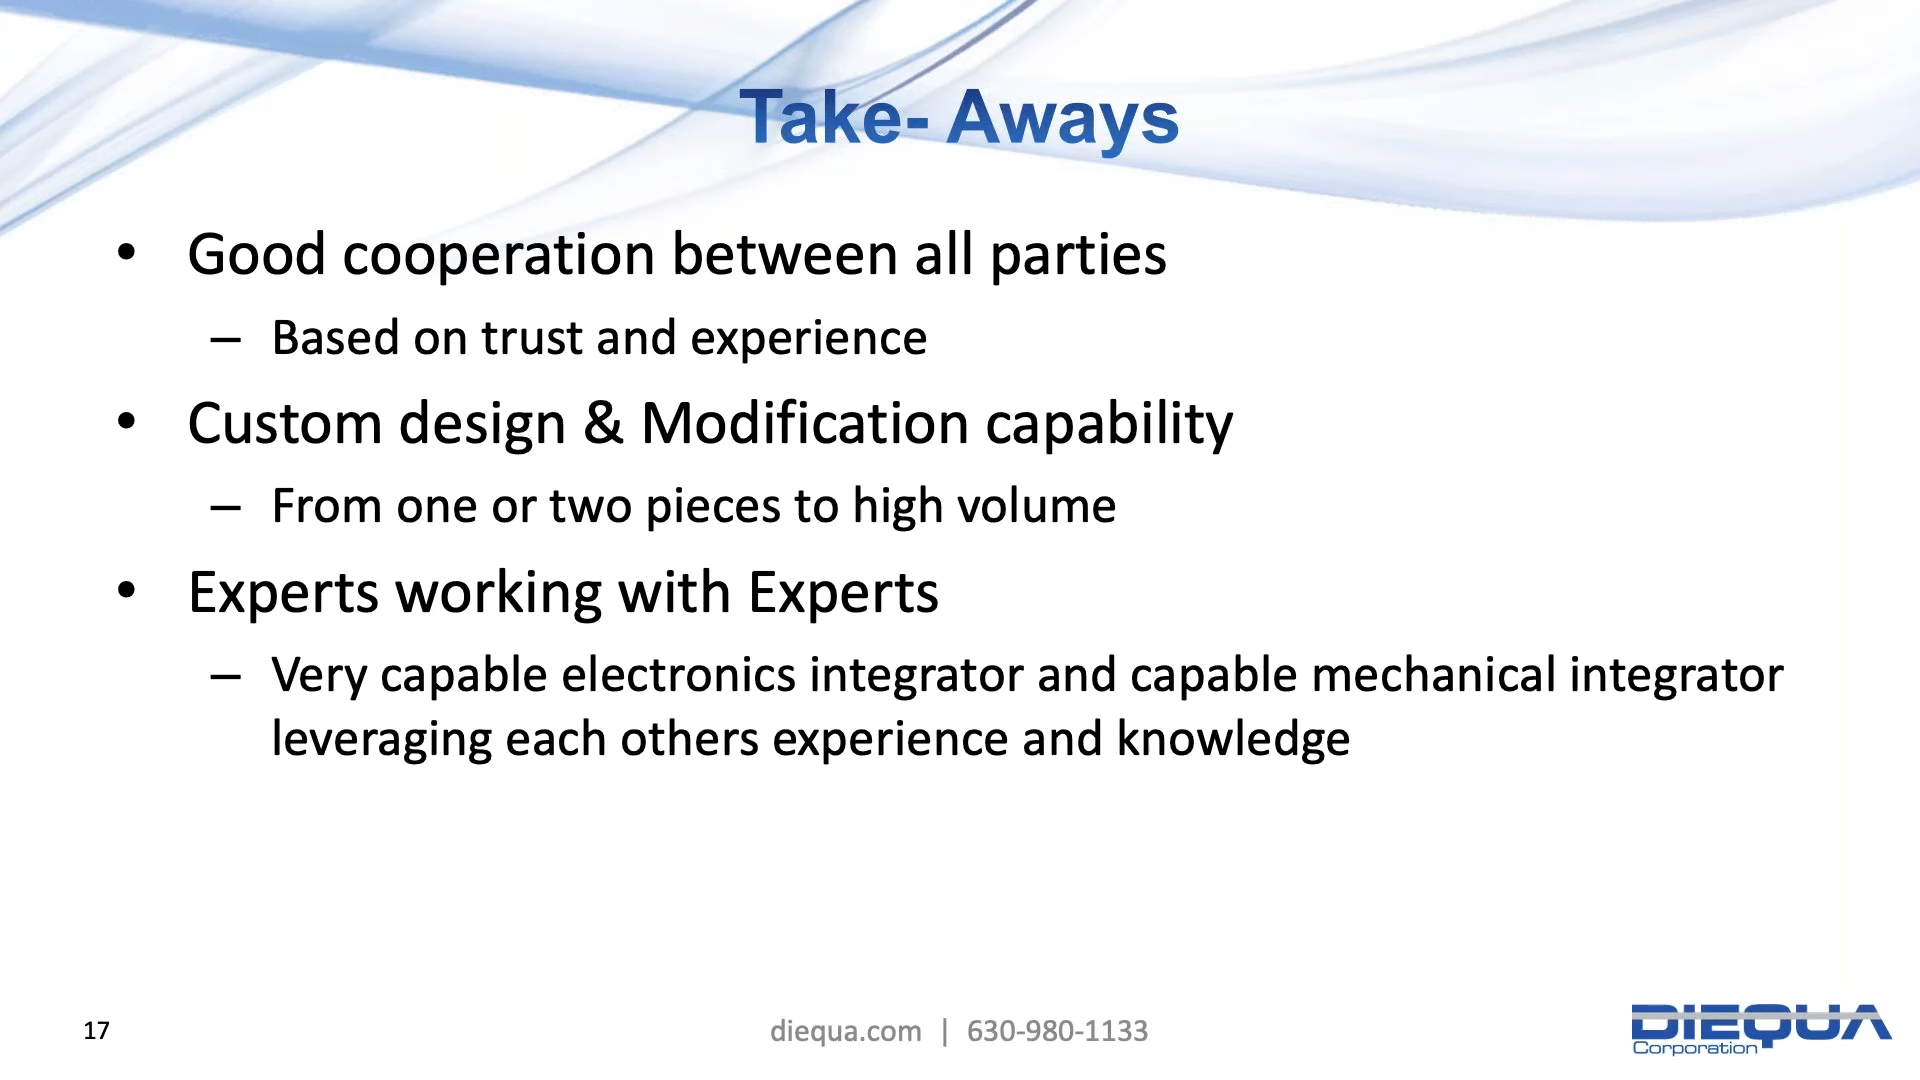 Take- Aways
• Good cooperation between all parties
– Based on trust and experience
• Custom design & Modification capability
– From one or two pieces to high volume
• Experts working with Experts
– Very capable electronics integrator and capable mechanical integrator
leveraging each others experience and knowledge
17
diequa.com | 630-980-1133
DIEQUA
Corporation